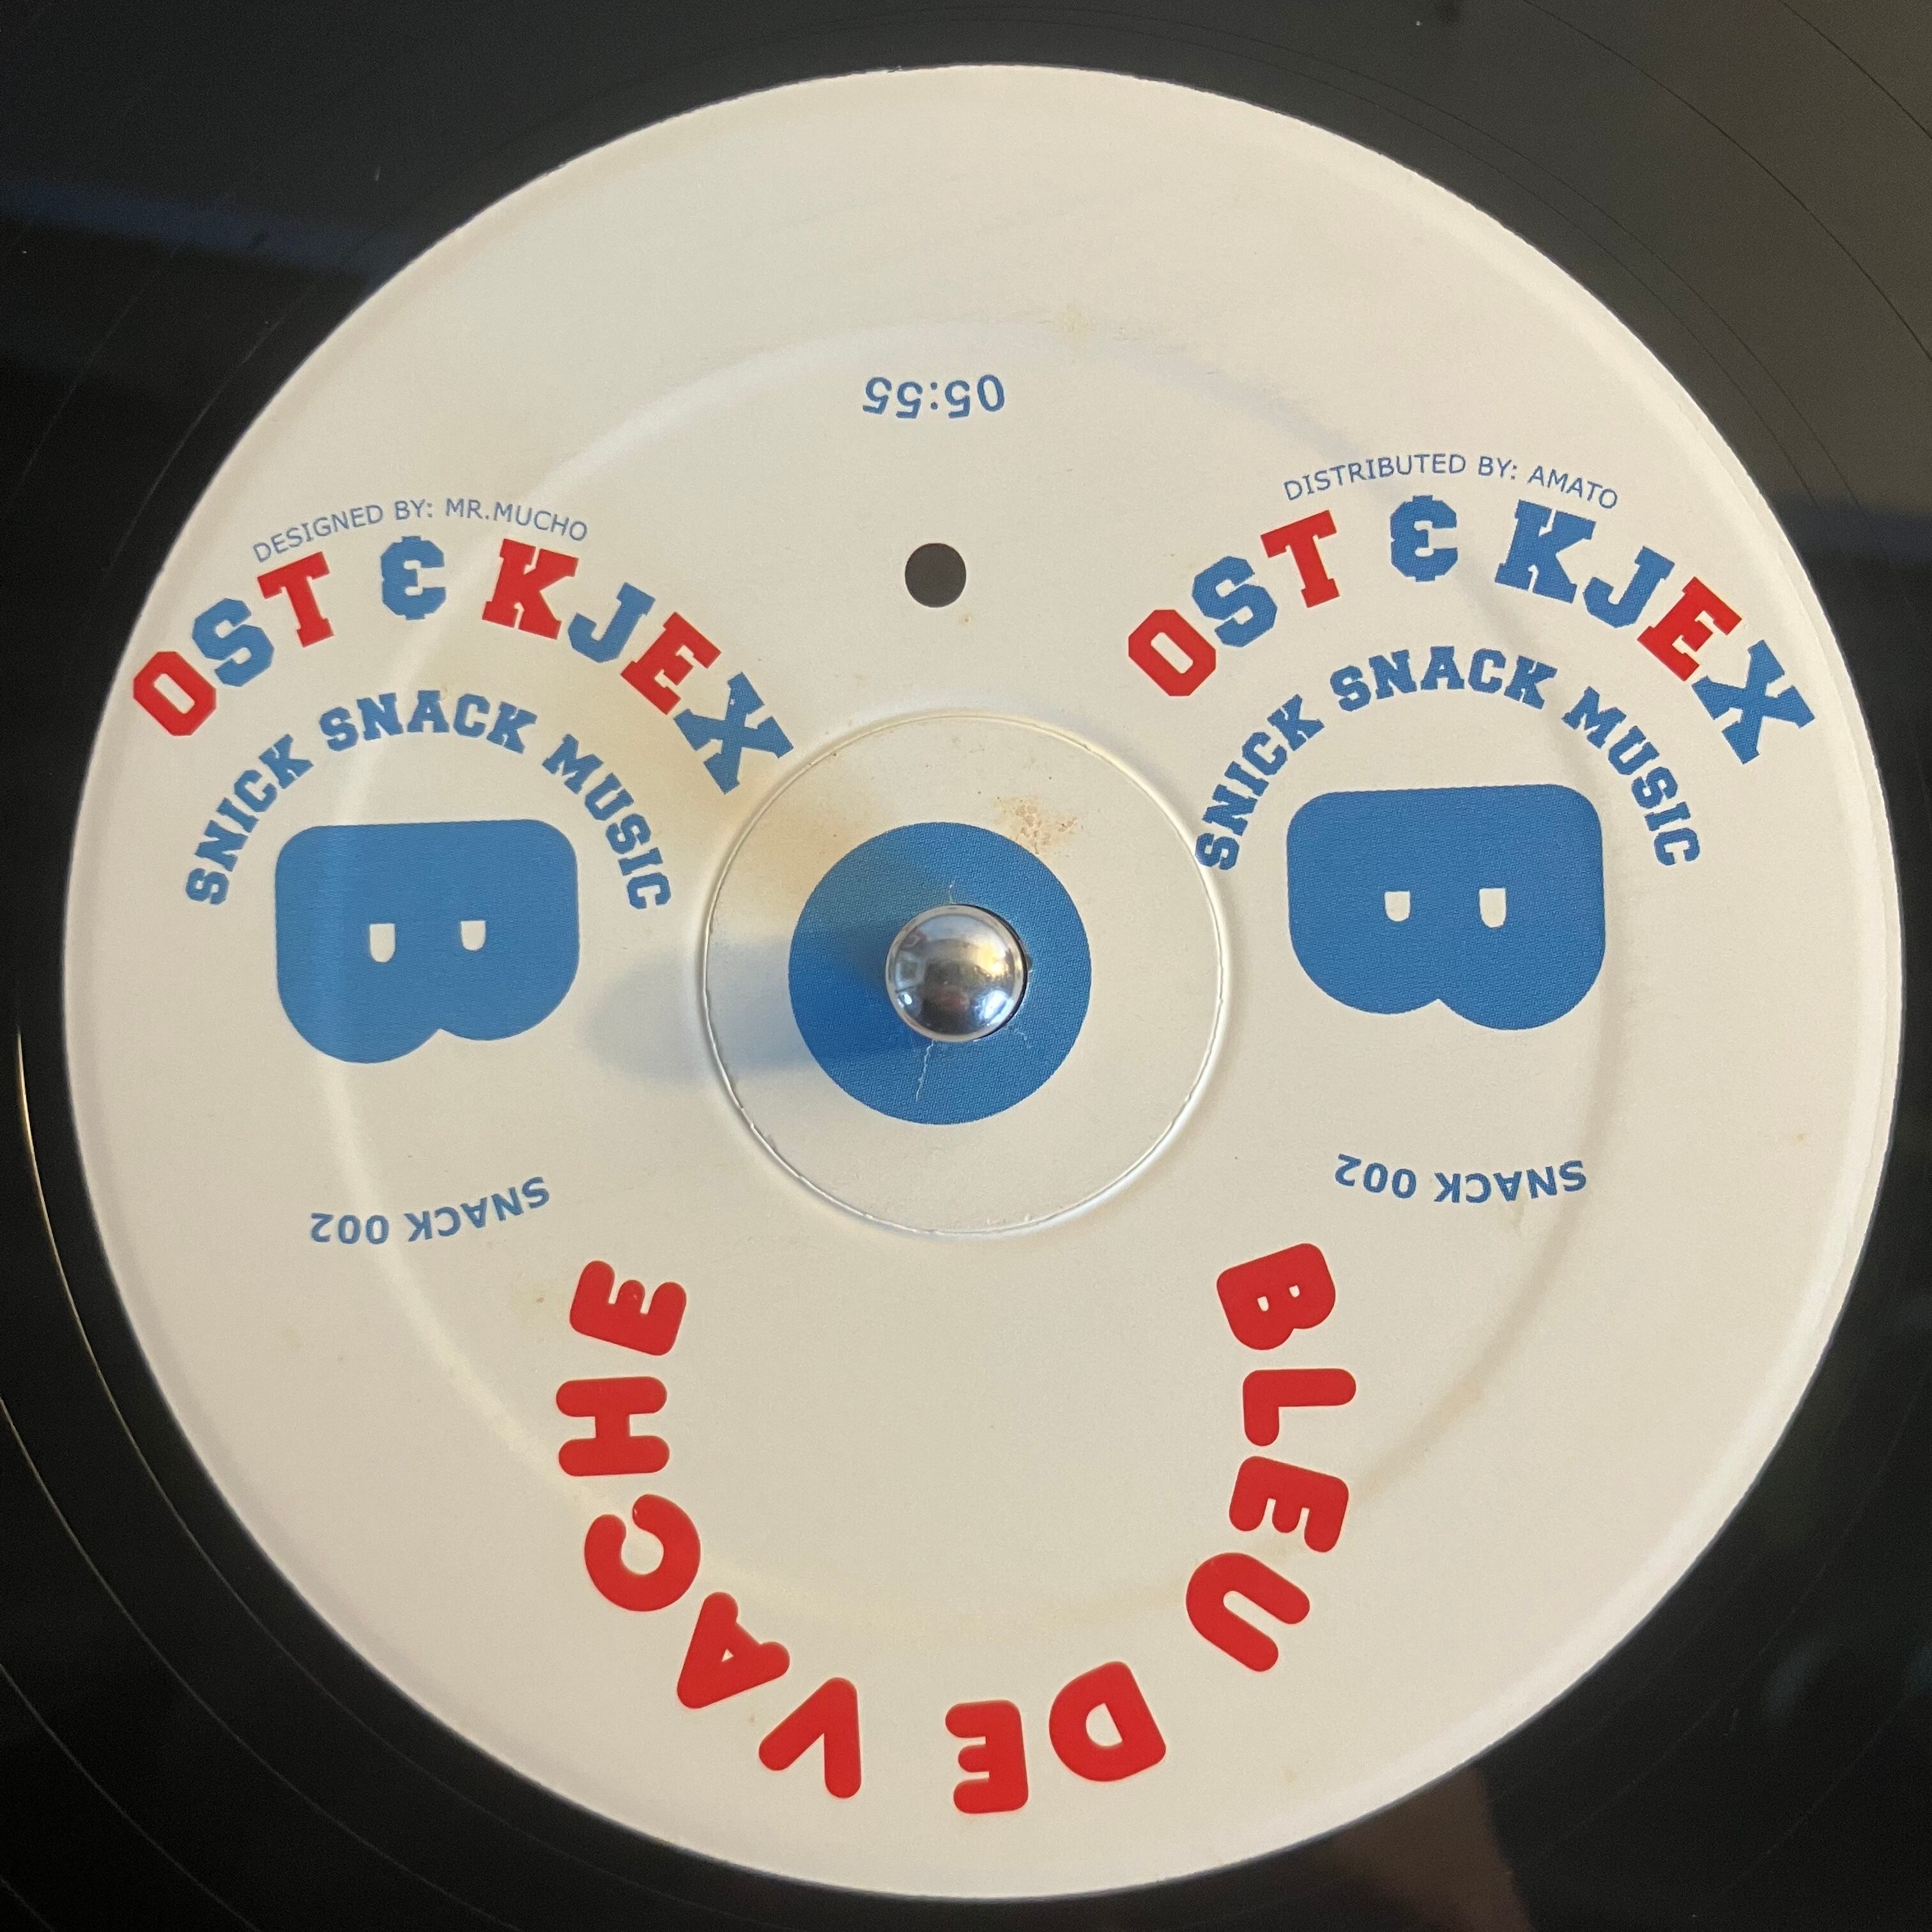 05:55
DESIGNED BY: MR.MUCHO
OST & KJEX
SNICK SNACK MUSIC
B
SNACK 002
DISTRIBUTED BY: AMATO
OST & KJEX
SNICK SNACK MUSIC
B
SNACK 002
BLEU DE VACHE